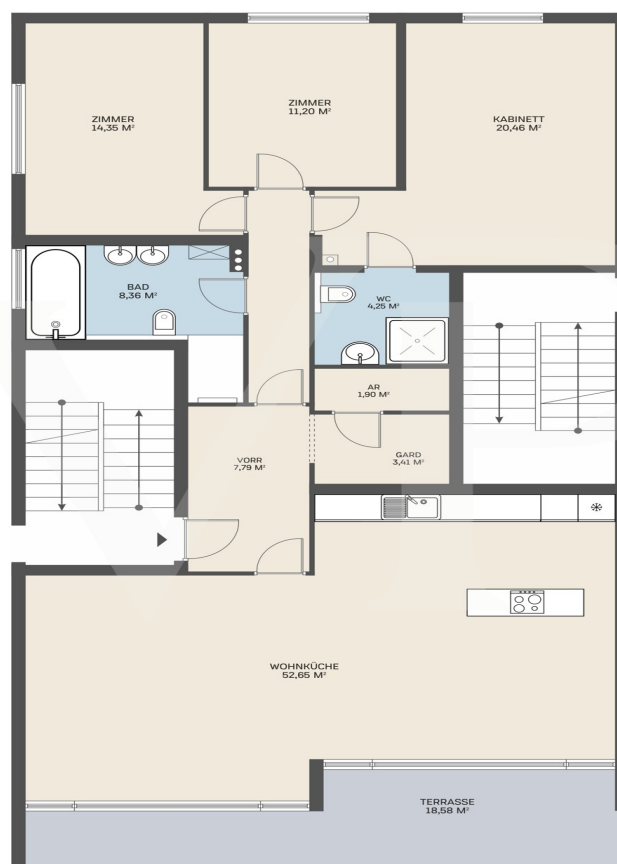 ZIMMER
14,35 M²
ZIMMER
11,20 M²
KABINETT
20,46 M²
BAD
8,36 M²
WC
4,25 M²
AR
1,90 M²
GARD
3,41 M²
VORR
7,79 M²
WOHNKÜCHE
52,65 M²
TERRASSE
18,58 M²